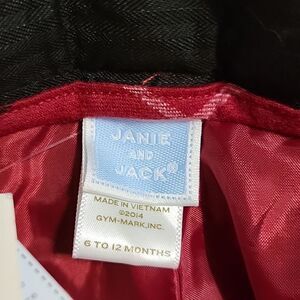 JANIE
AND
JACK®
MADE IN VIETNAM
©2014
GYM-MARK,INC.
6 TO 12 MONTHS